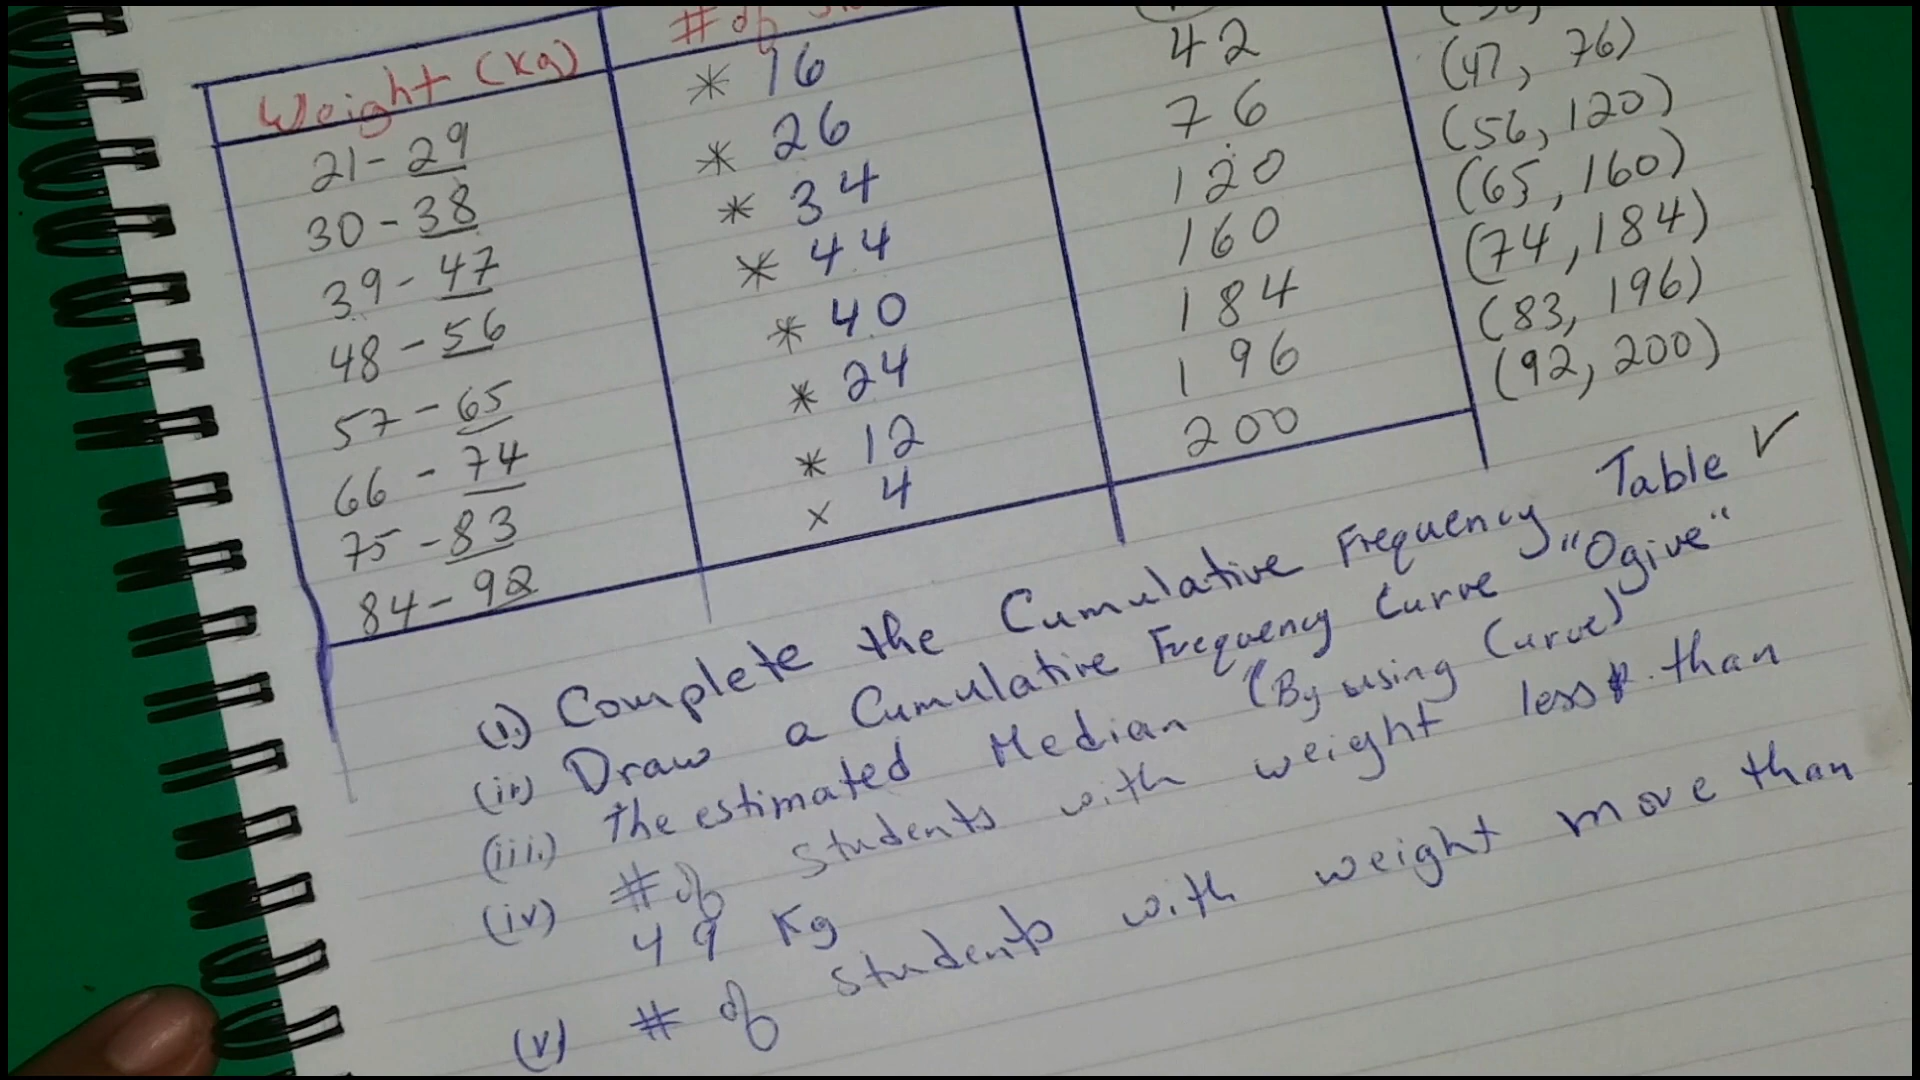 Weight (Kg) # of
21 - 29 * 16 42 (47, 76)
30 - 38 * 26 76 (56, 120)
39 - 47 * 34 120 (65, 160)
48 - 56 * 44 160 (74, 184)
57 - 65 * 40 184 (83, 196)
66 - 74 * 24 196 (92, 200)
75 - 83 * 12 200
84 - 92 x 4
(i) Complete the Cumulative Frequency Table ✓
(ii) Draw a Cumulative Frequency Curve "Ogive"
(iii.) The estimated Median (By using Curve)
(iv) # of students with weight less than
49 Kg
(v) # of students with weight more than